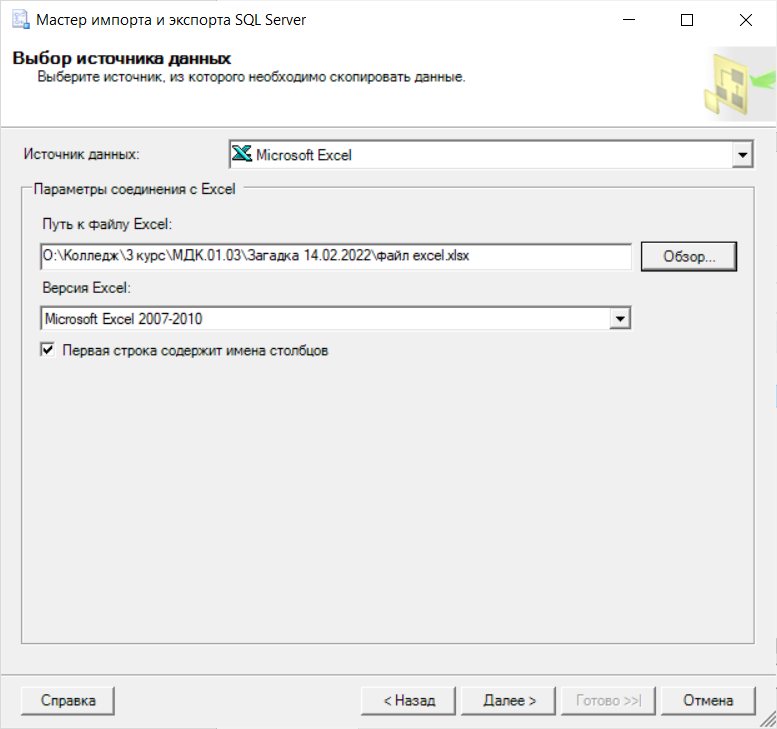 Мастер импорта и экспорта SQL Server
Выбор источника данных
Выберите источник, из которого необходимо скопировать данные.
Источник данных:
Microsoft Excel
Параметры соединения с Excel
Путь к файлу Excel:
O:\Колледж\3 курс\МДК.01.03\Загадка 14.02.2022\файл excel.xlsx
Обзор...
Версия Excel:
Microsoft Excel 2007-2010
Первая строка содержит имена столбцов
Справка
< Назад
Далее >
Готово >>|
Отмена